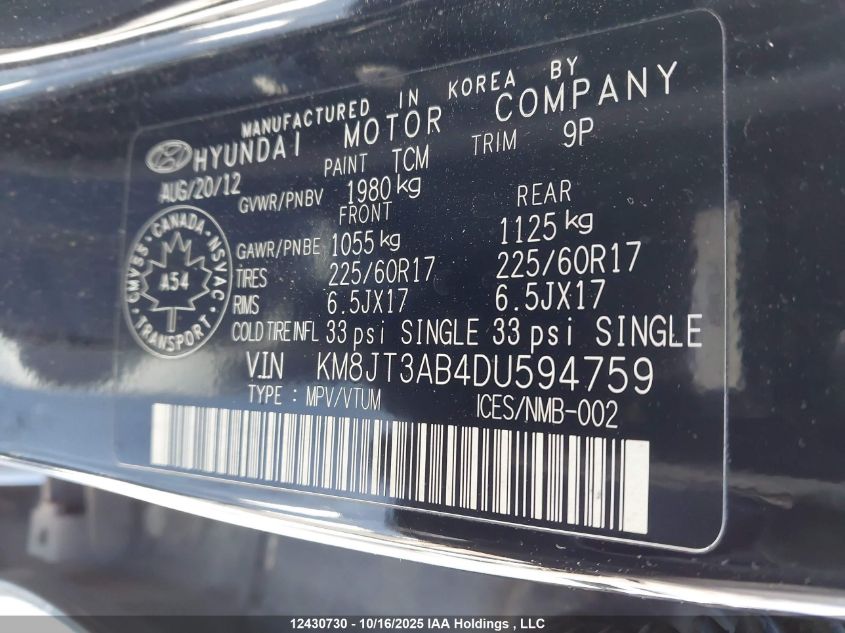 MANUFACTURED IN KOREA BY
HYUNDAI MOTOR COMPANY
AUG/20/12 PAINT TCM TRIM 9P
GVWR/PNBV 1980 kg
FRONT REAR
GAWR/PNBE 1055 kg 1125 kg
TIRES 225/60R17 225/60R17
RIMS 6.5JX17 6.5JX17
COLD TIRE INFL 33 psi SINGLE 33 psi SINGLE
V.I.N KM8JT3AB4DU594759
TYPE : MPV/VTUM ICES/NMB-002
CMVSS - CANADA - NSVAC
A54
TRANSPORT
12430730 - 10/16/2025 IAA Holdings , LLC